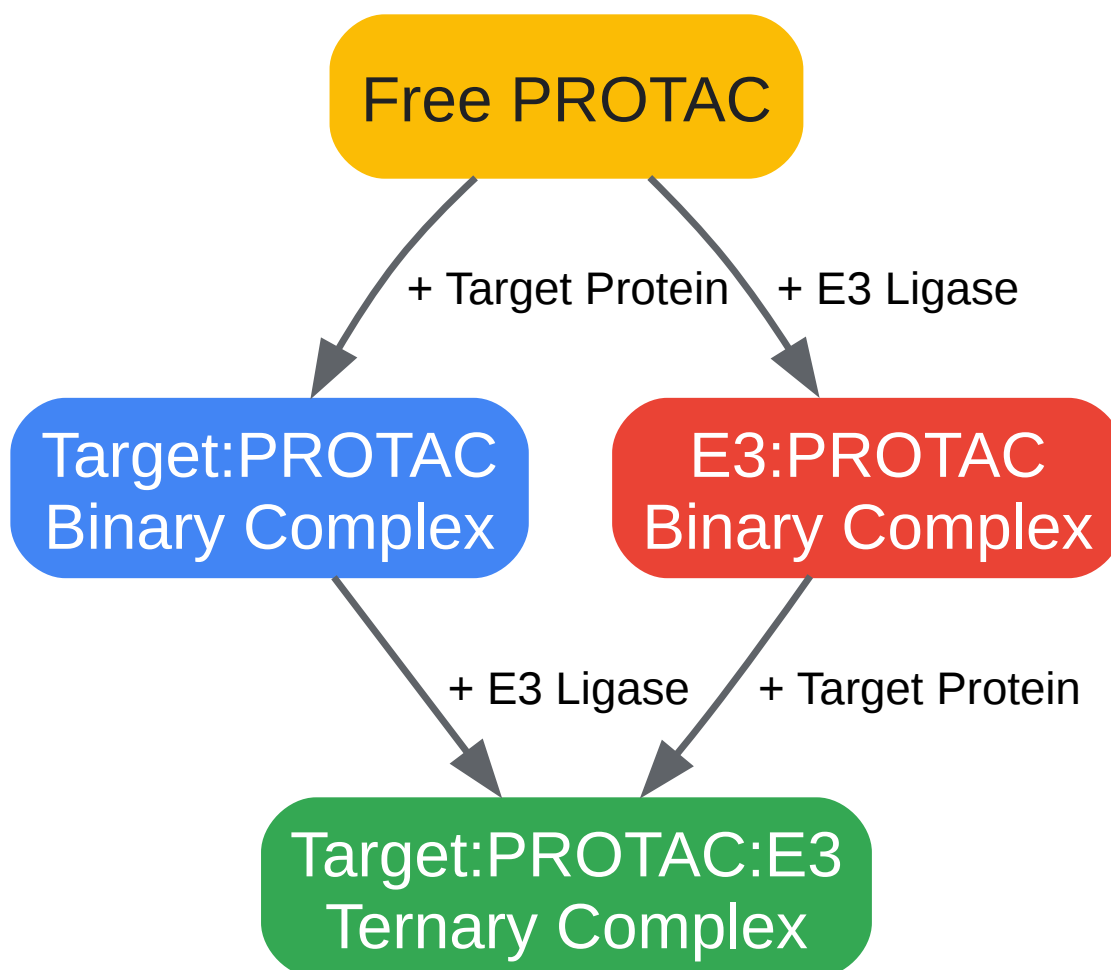 Free PROTAC
+ Target Protein
+ E3 Ligase
Target:PROTAC
Binary Complex
E3:PROTAC
Binary Complex
+ E3 Ligase
+ Target Protein
Target:PROTAC:E3
Ternary Complex